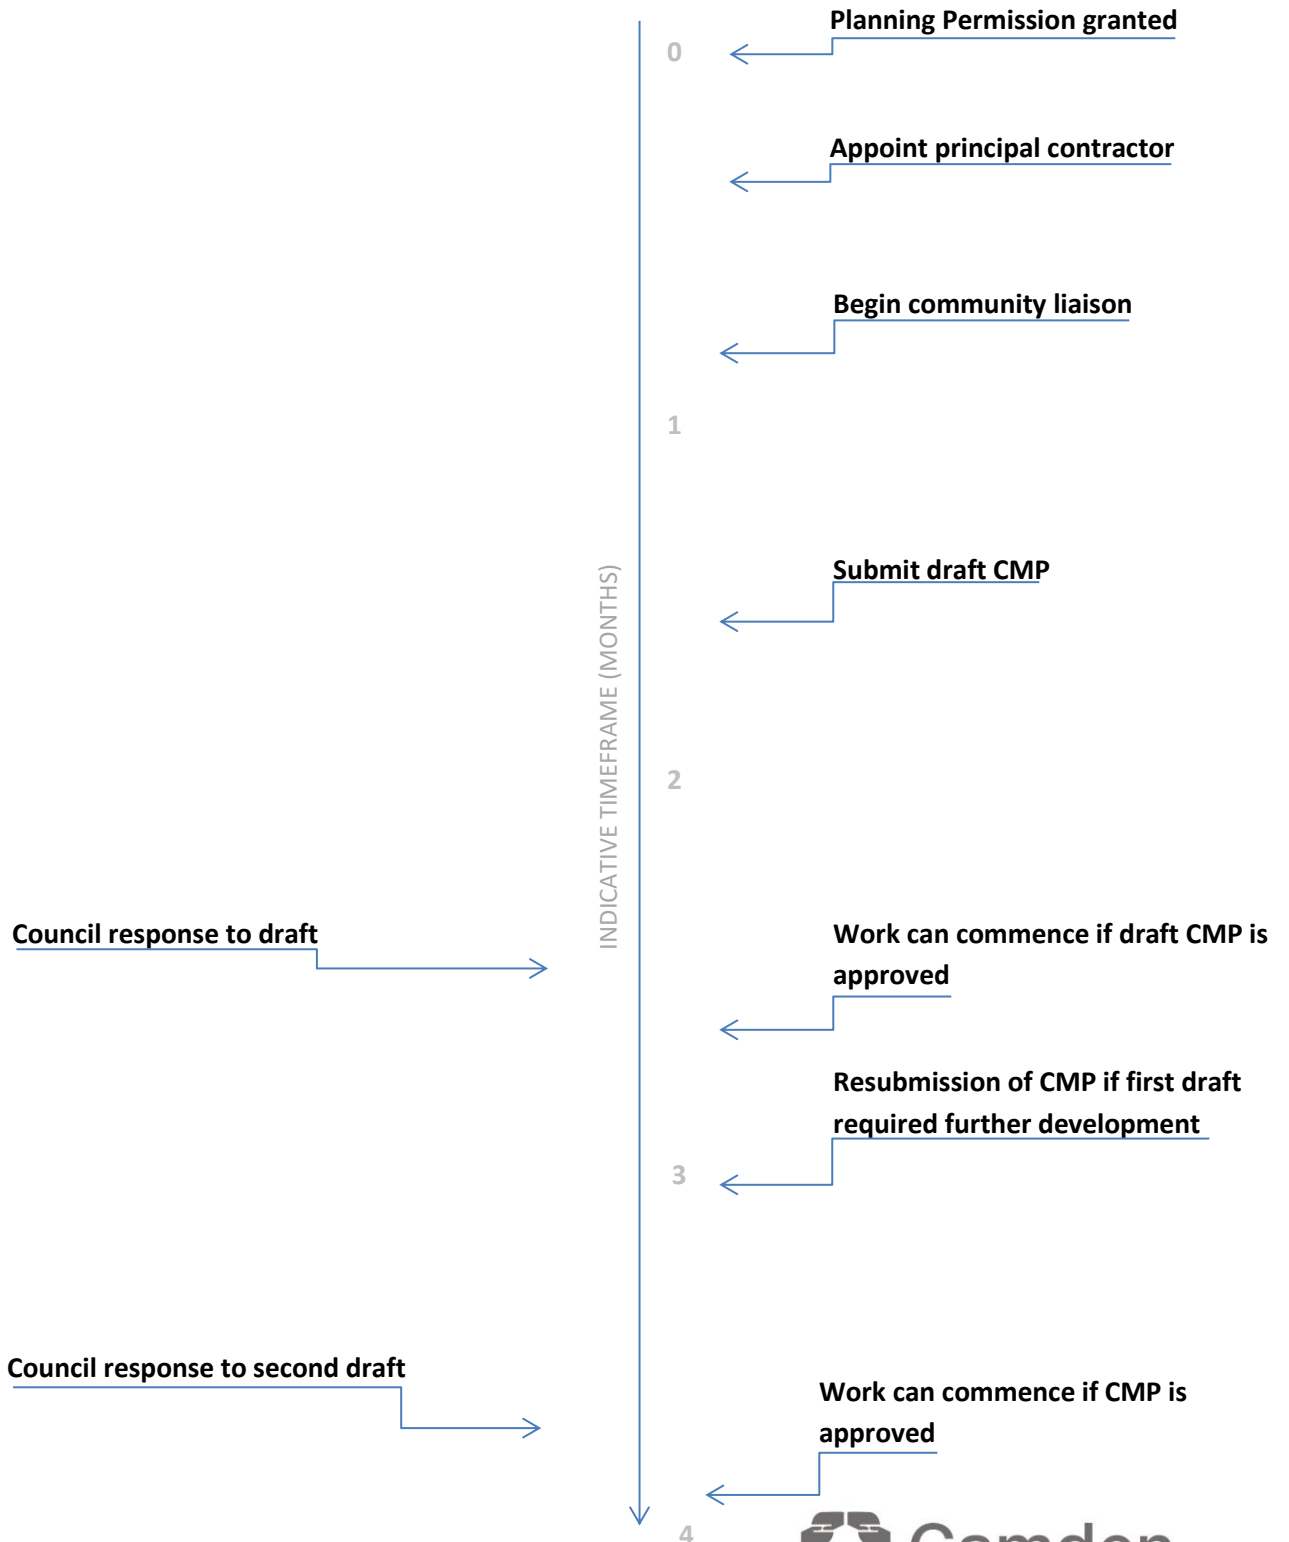 Planning Permission granted
0
Appoint principal contractor
Begin community liaison
1
Submit draft CMP
INDICATIVE TIMEFRAME (MONTHS)
2
Council response to draft
Work can commence if draft CMP is
approved
Resubmission of CMP if first draft
required further development
3
Council response to second draft
Work can commence if CMP is
approved
4
Camden